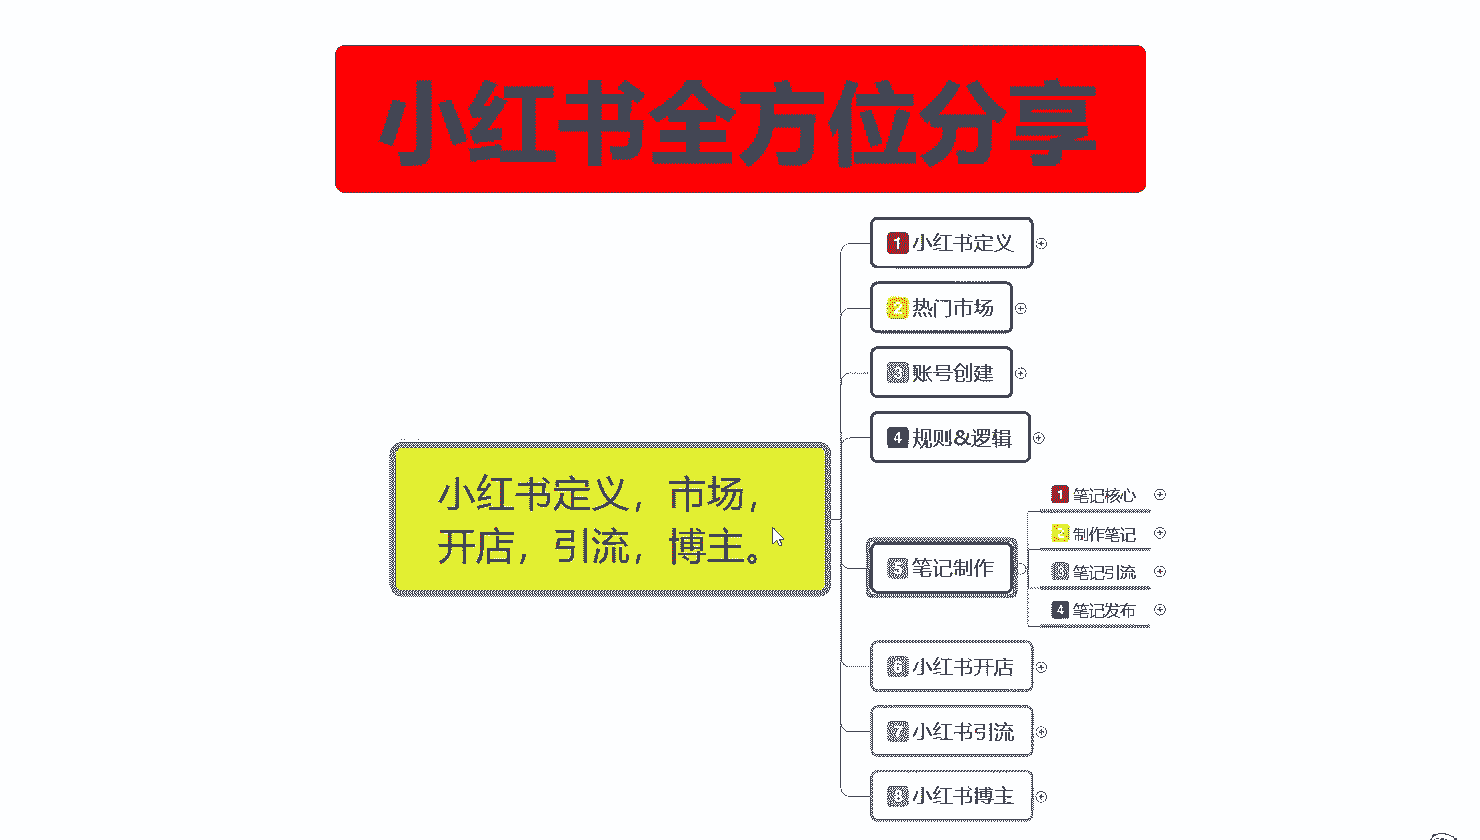 小红书全方位分享
小红书定义，市场，
开店，引流，博主。
1 小红书定义
2 热门市场
3 账号创建
4 规则&逻辑
5 笔记制作
1 笔记核心
2 制作笔记
3 笔记引流
4 笔记发布
6 小红书开店
7 小红书引流
8 小红书博主